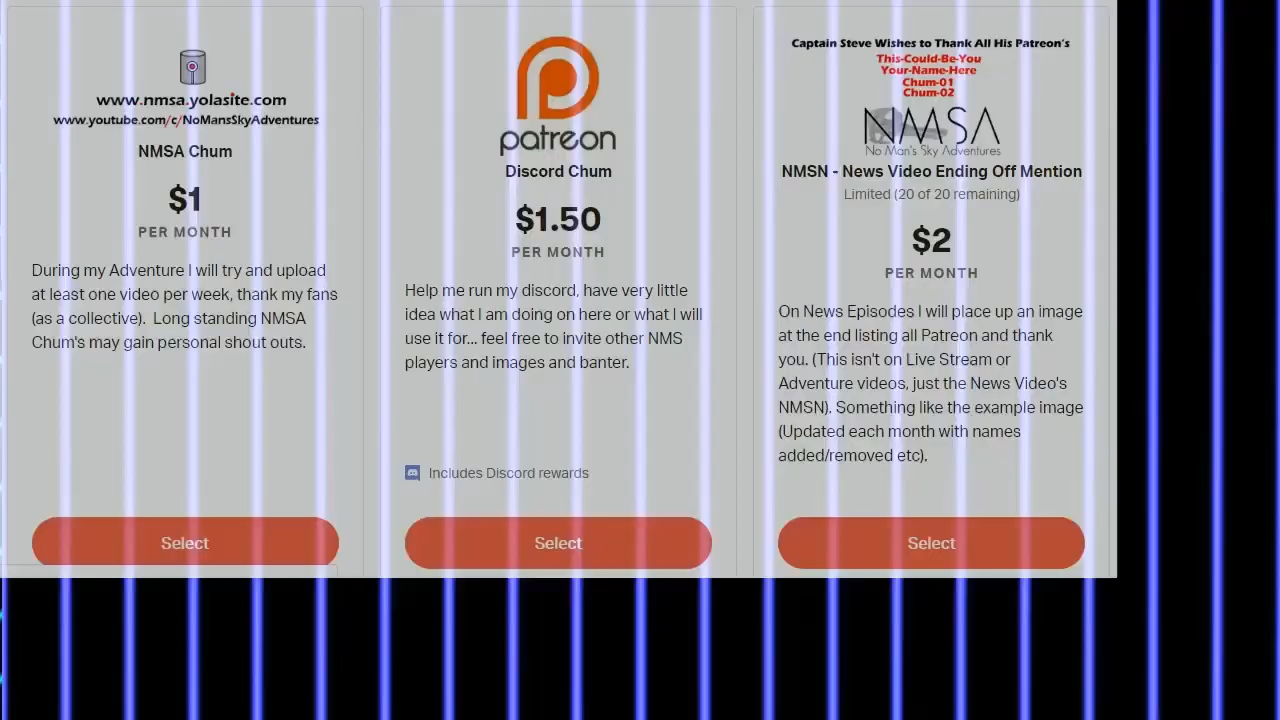 www.nmsa.yolasite.com
www.youtube.com/c/NoMansSkyAdventures
NMSA Chum
$1
PER MONTH
During my Adventure I will try and upload
at least one video per week, thank my fans
(as a collective).  Long standing NMSA
Chum's may gain personal shout outs.
Select
patreon
Discord Chum
$1.50
PER MONTH
Help me run my discord, have very little
idea what I am doing on here or what I will
use it for... feel free to invite other NMS
players and images and banter.
Includes Discord rewards
Select
Captain Steve Wishes to Thank All His Patreon's
This-Could-Be-You
Your-Name-Here
Chum-01
Chum-02
NMSA
No Man's Sky Adventures
NMSN - News Video Ending Off Mention
Limited (20 of 20 remaining)
$2
PER MONTH
On News Episodes I will place up an image
at the end listing all Patreon and thank
you. (This isn't on Live Stream or
Adventure videos, just the News Video's
NMSN). Something like the example image
(Updated each month with names
added/removed etc).
Select